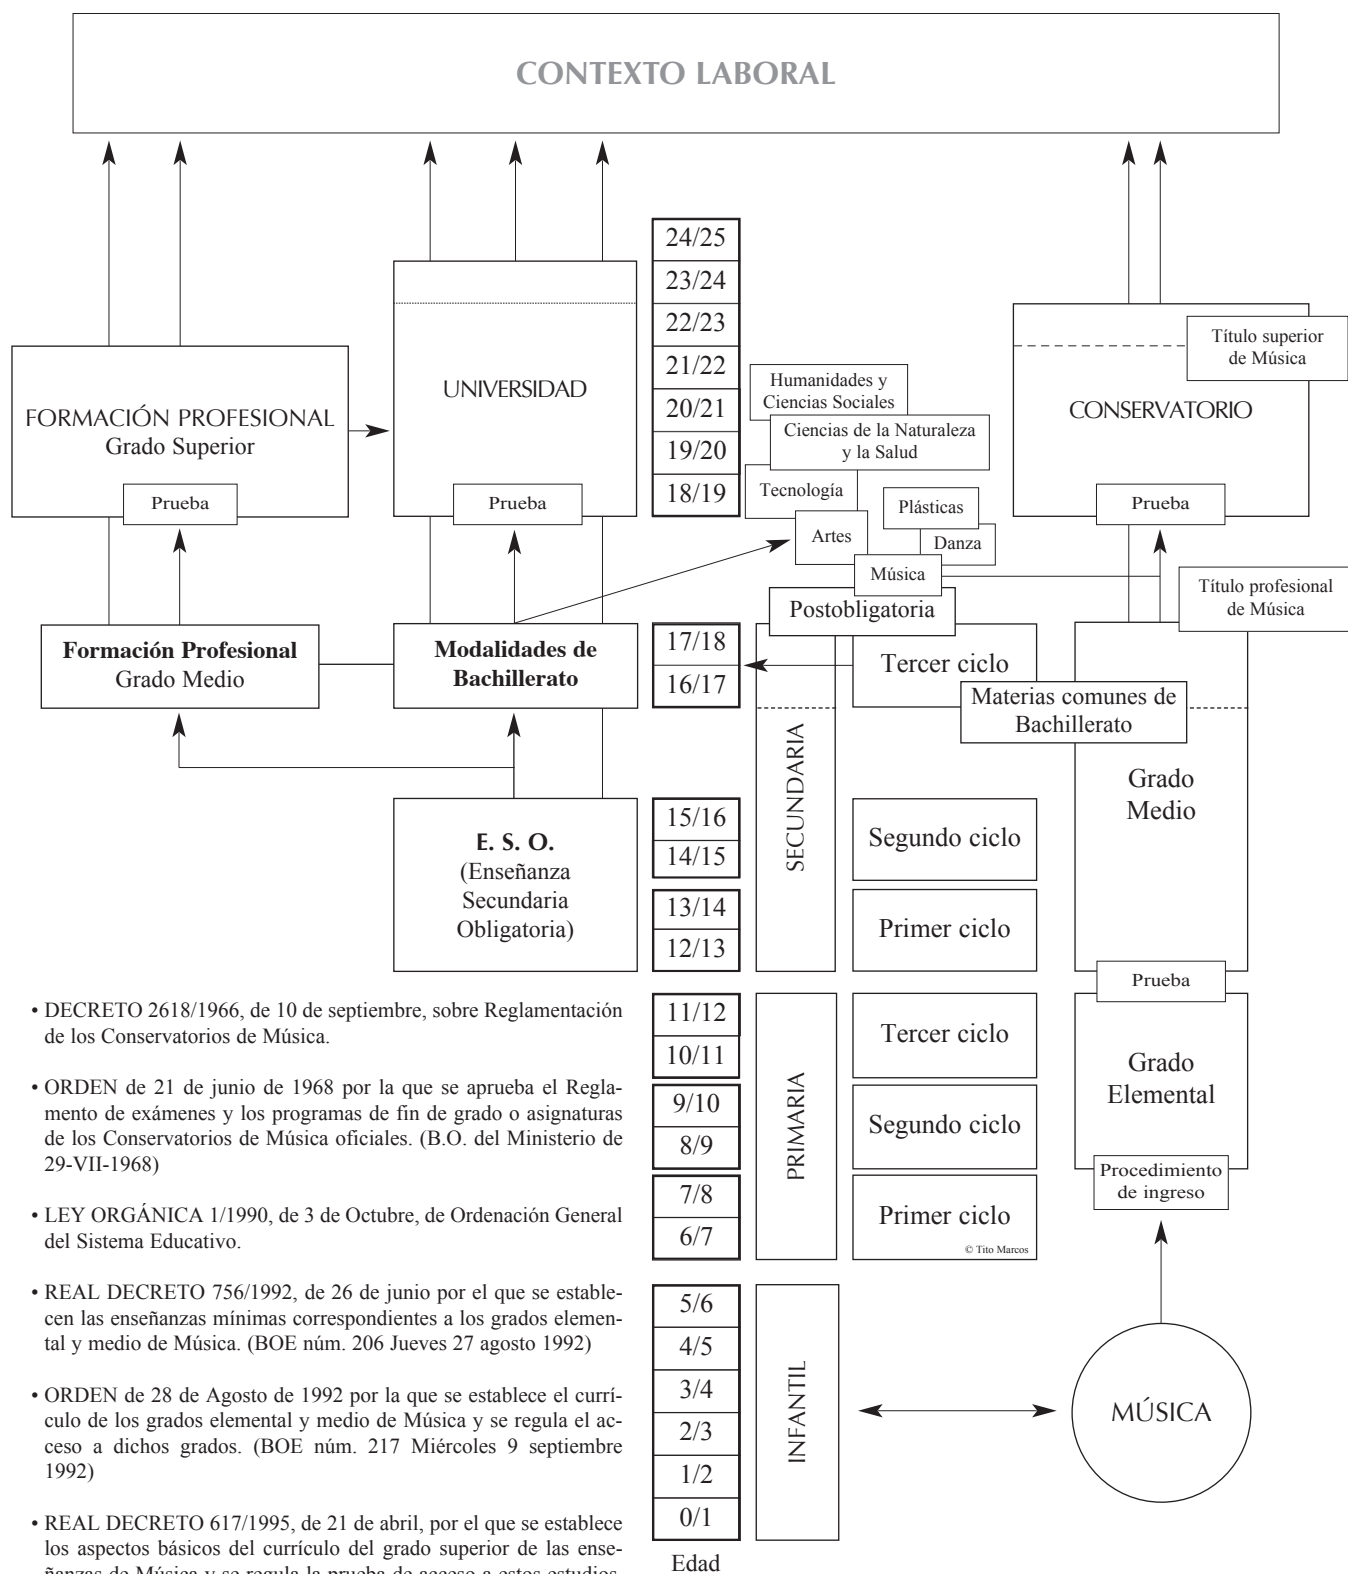 CONTEXTO LABORAL
24/25
23/24
22/23
21/22
20/21
19/20
18/19
UNIVERSIDAD
Prueba
FORMACIÓN PROFESIONAL
Grado Superior
Prueba
Humanidades y
Ciencias Sociales
Ciencias de la Naturaleza
y la Salud
Tecnología
Artes
Plásticas
Danza
Música
Título superior
de Música
CONSERVATORIO
Prueba
Título profesional
de Música
Postobligatoria
Formación Profesional
Grado Medio
Modalidades de
Bachillerato
17/18
16/17
Tercer ciclo
Materias comunes de
Bachillerato
SECUNDARIA
Grado
Medio
E. S. O.
(Enseñanza
Secundaria
Obligatoria)
15/16
14/15
Segundo ciclo
13/14
12/13
Primer ciclo
Prueba
• DECRETO 2618/1966, de 10 de septiembre, sobre Reglamentación
de los Conservatorios de Música.
• ORDEN de 21 de junio de 1968 por la que se aprueba el Regla-
mento de exámenes y los programas de fin de grado o asignaturas
de los Conservatorios de Música oficiales. (B.O. del Ministerio de
29-VII-1968)
• LEY ORGÁNICA 1/1990, de 3 de Octubre, de Ordenación General
del Sistema Educativo.
• REAL DECRETO 756/1992, de 26 de junio por el que se estable-
cen las enseñanzas mínimas correspondientes a los grados elemen-
tal y medio de Música. (BOE núm. 206 Jueves 27 agosto 1992)
• ORDEN de 28 de Agosto de 1992 por la que se establece el currí-
culo de los grados elemental y medio de Música y se regula el ac-
ceso a dichos grados. (BOE núm. 217 Miércoles 9 septiembre
1992)
• REAL DECRETO 617/1995, de 21 de abril, por el que se establece
los aspectos básicos del currículo del grado superior de las ense-
ñanzas de Música y se regula la prueba de acceso a estos estudios.
11/12
10/11
Tercer ciclo
9/10
8/9
Segundo ciclo
7/8
6/7
Primer ciclo
© Tito Marcos
PRIMARIA
Grado
Elemental
Procedimiento
de ingreso
5/6
4/5
3/4
2/3
1/2
0/1
Edad
INFANTIL
MÚSICA